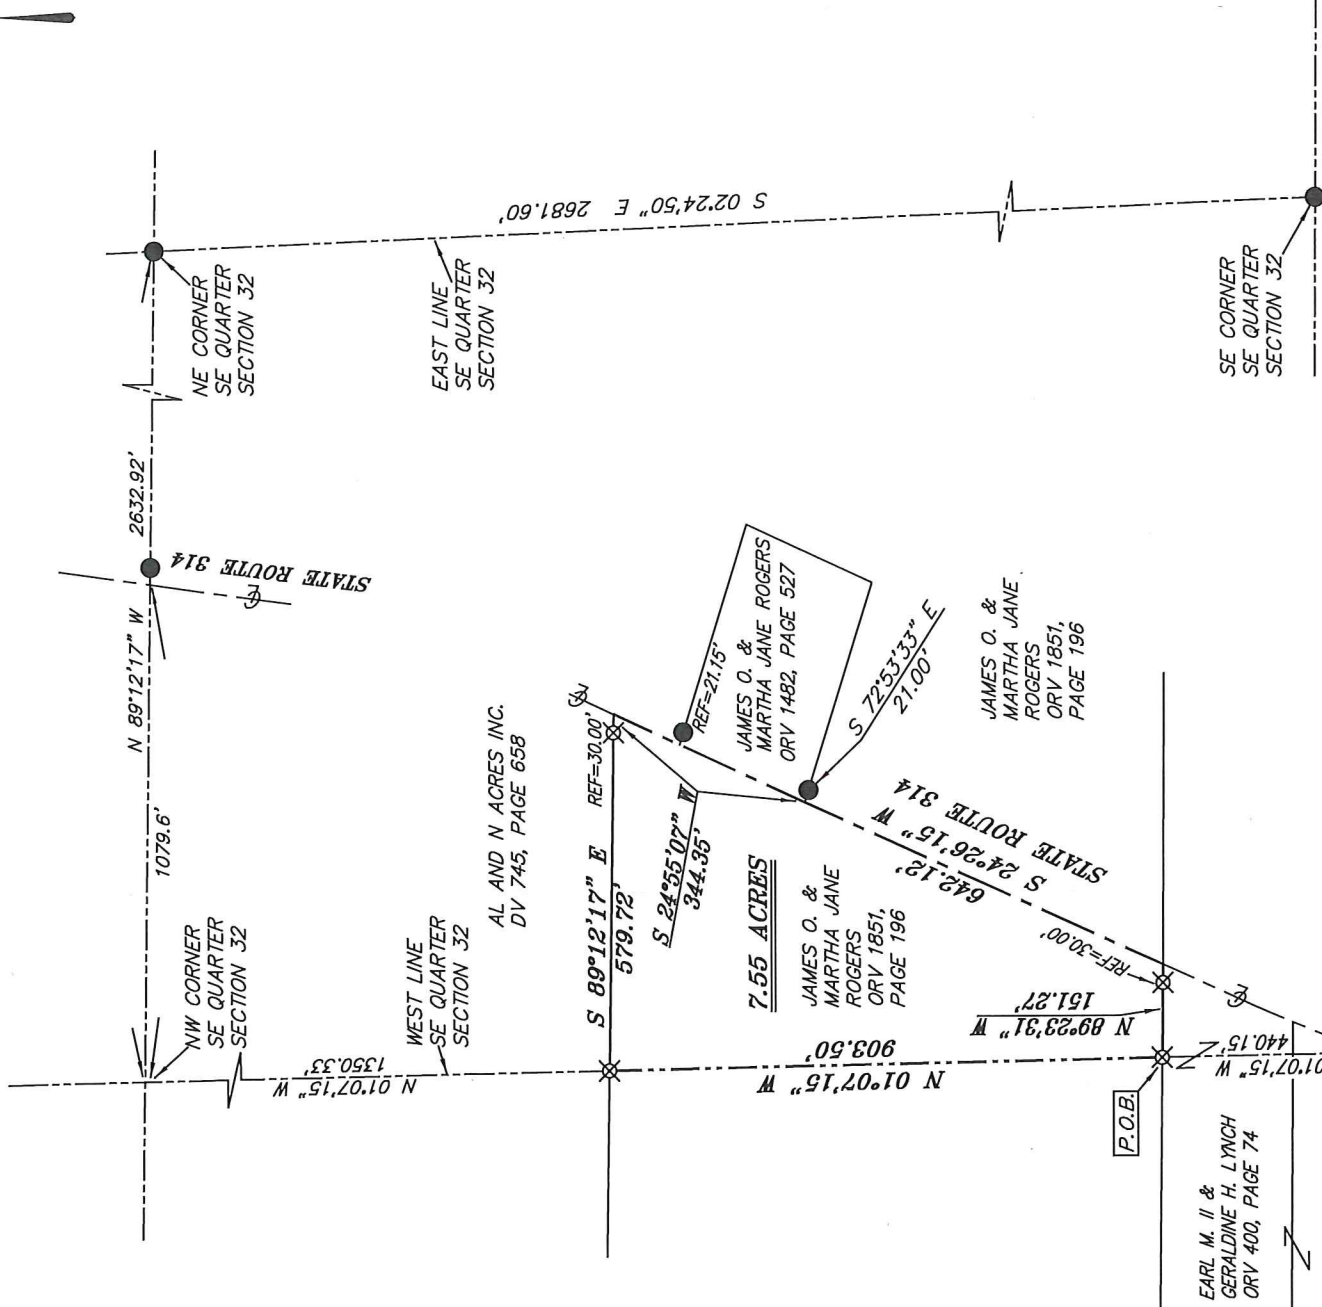 S 02°24'50" E 2681.60'
NE CORNER
SE QUARTER
SECTION 32
EAST LINE
SE QUARTER
SECTION 32
SE CORNER
SE QUARTER
SECTION 32
2632.92'
N 89°12'17" W
1079.6'
STATE ROUTE 314
NW CORNER
SE QUARTER
SECTION 32
N 01°07'15" W
1350.33'
WEST LINE
SE QUARTER
SECTION 32
AL AND N ACRES INC.
DV 745, PAGE 658
S 89°12'17" E
579.72'
REF=30.00'
REF=21.15'
JAMES O. &
MARTHA JANE ROGERS
ORV 1482, PAGE 527
S 72°53'33" E
21.00'
S 24°55'07" W
344.35'
7.55 ACRES
JAMES O. &
MARTHA JANE
ROGERS
ORV 1851,
PAGE 196
JAMES O. &
MARTHA JANE
ROGERS
ORV 1851,
PAGE 196
STATE ROUTE 314
S 24°26'15" W
642.12'
REF=30.00'
N 89°23'31" W
151.27'
N 01°07'15" W
903.50'
P.O.B.
01°07'15" W
440.15'
EARL M. II &
GERALDINE H. LYNCH
ORV 400, PAGE 74